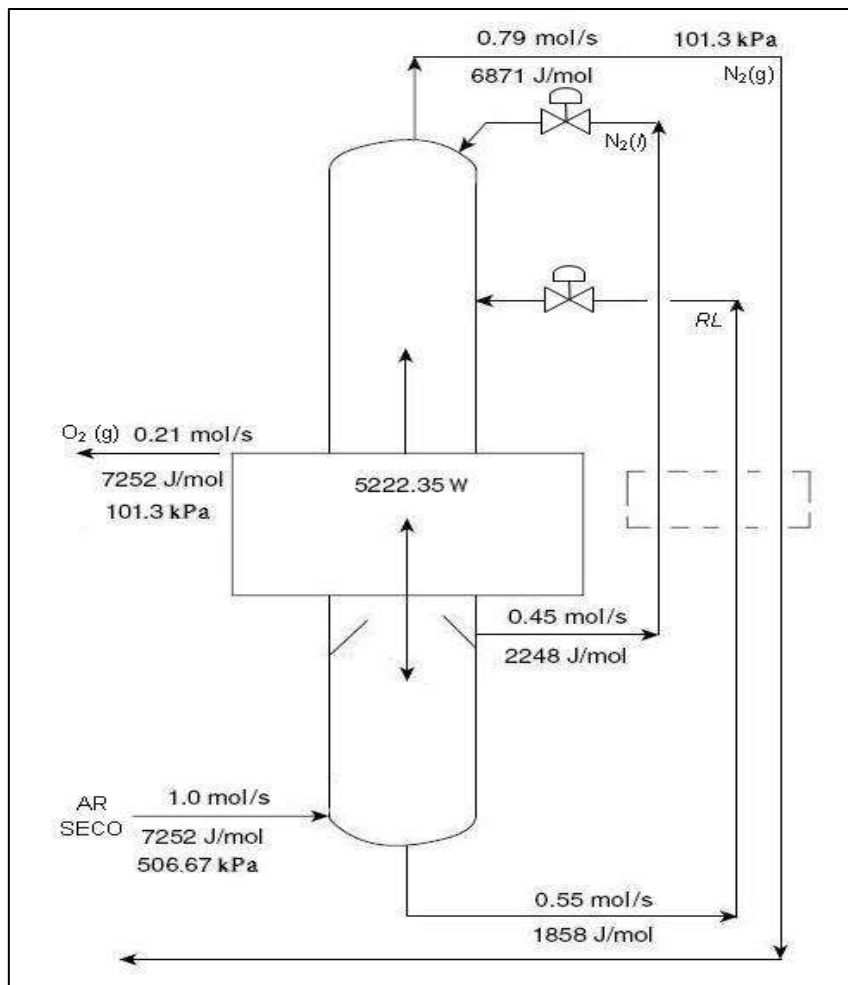 0.79 mol/s
101.3 kPa
6871 J/mol
N₂(g)
N₂(l)
RL
O₂ (g)
0.21 mol/s
7252 J/mol
101.3 kPa
5222.35 W
0.45 mol/s
2248 J/mol
AR
SECO
1.0 mol/s
7252 J/mol
506.67 kPa
0.55 mol/s
1858 J/mol